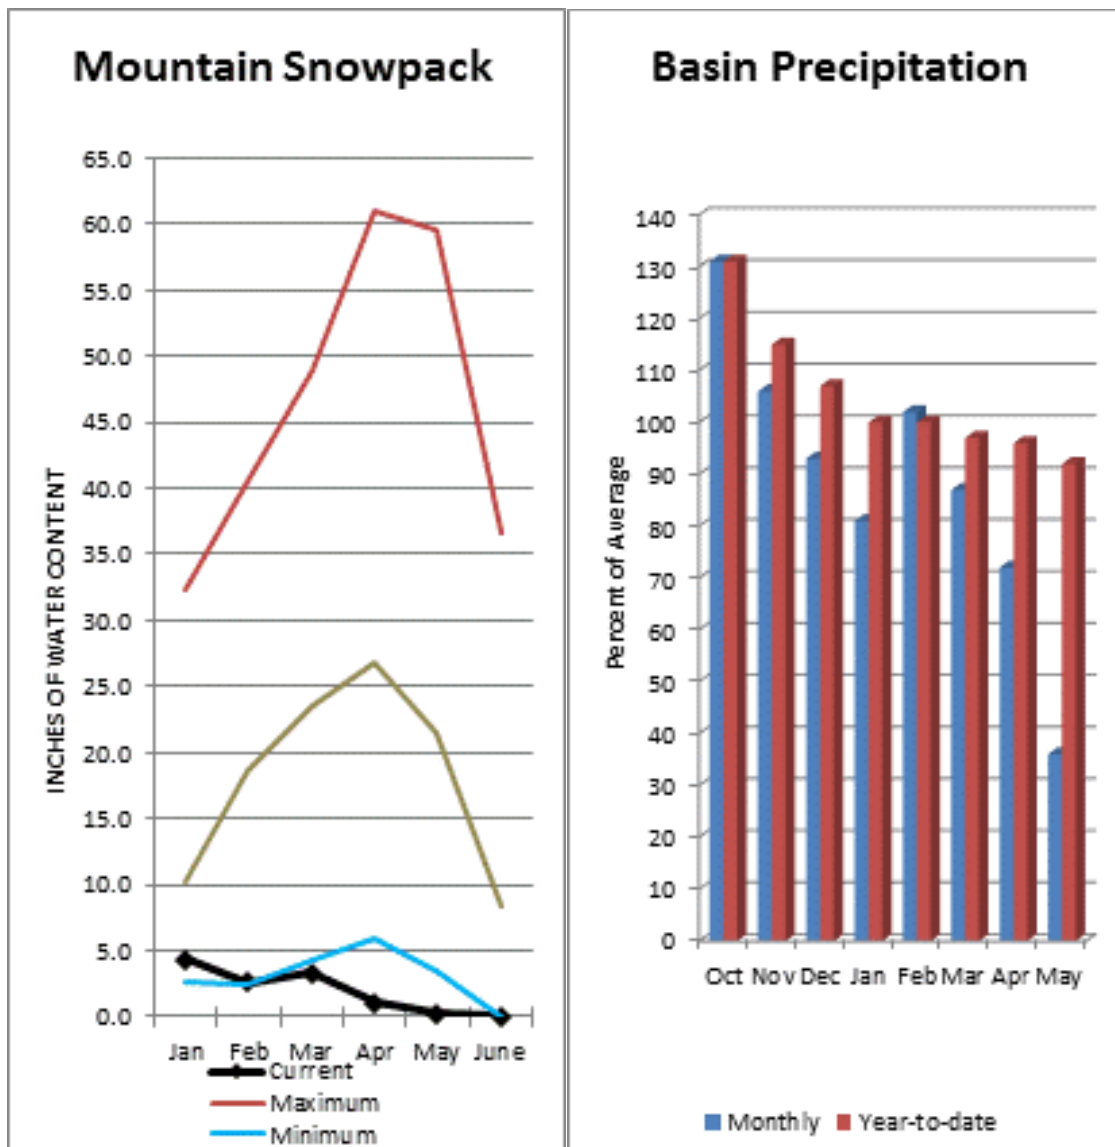 Mountain Snowpack
INCHES OF WATER CONTENT
65.0
60.0
55.0
50.0
45.0
40.0
35.0
30.0
25.0
20.0
15.0
10.0
5.0
0.0
Jan Feb Mar Apr May June
Current
Maximum
Minimum
Basin Precipitation
Percent of Average
140
130
120
110
100
90
80
70
60
50
40
30
20
10
0
Oct Nov Dec Jan Feb Mar Apr May
Monthly Year-to-date